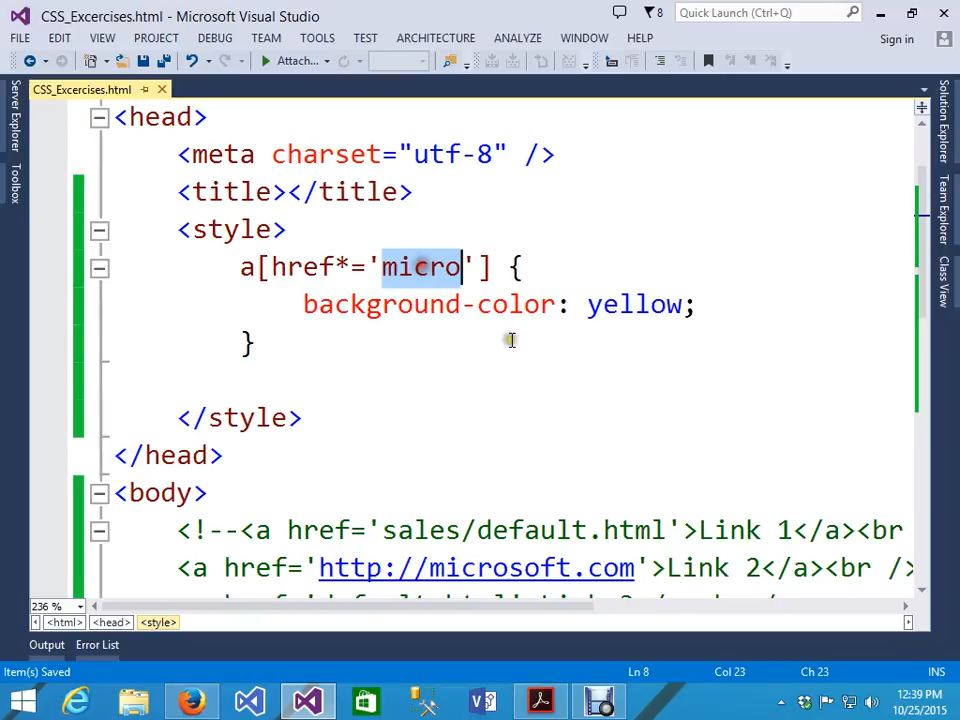 CSS_Excercises.html - Microsoft Visual Studio
8
Quick Launch (Ctrl+Q)
FILE EDIT VIEW PROJECT DEBUG TEAM TOOLS TEST ARCHITECTURE ANALYZE WINDOW HELP
Sign in
Attach...
CSS_Excercises.html
Server Explorer
Toolbox
Solution Explorer
Team Explorer
Class View
<head>
<meta charset="utf-8" />
<title></title>
<style>
a[href*='micro'] {
background-color: yellow;
}
</style>
</head>
<body>
<!--<a href='sales/default.html'>Link 1</a><br
<a href='http://microsoft.com'>Link 2</a><br />
236 %
<html> <head> <style>
Output Error List
Item(s) Saved
Ln 8 Col 23 Ch 23 INS
12:39 PM
10/25/2015